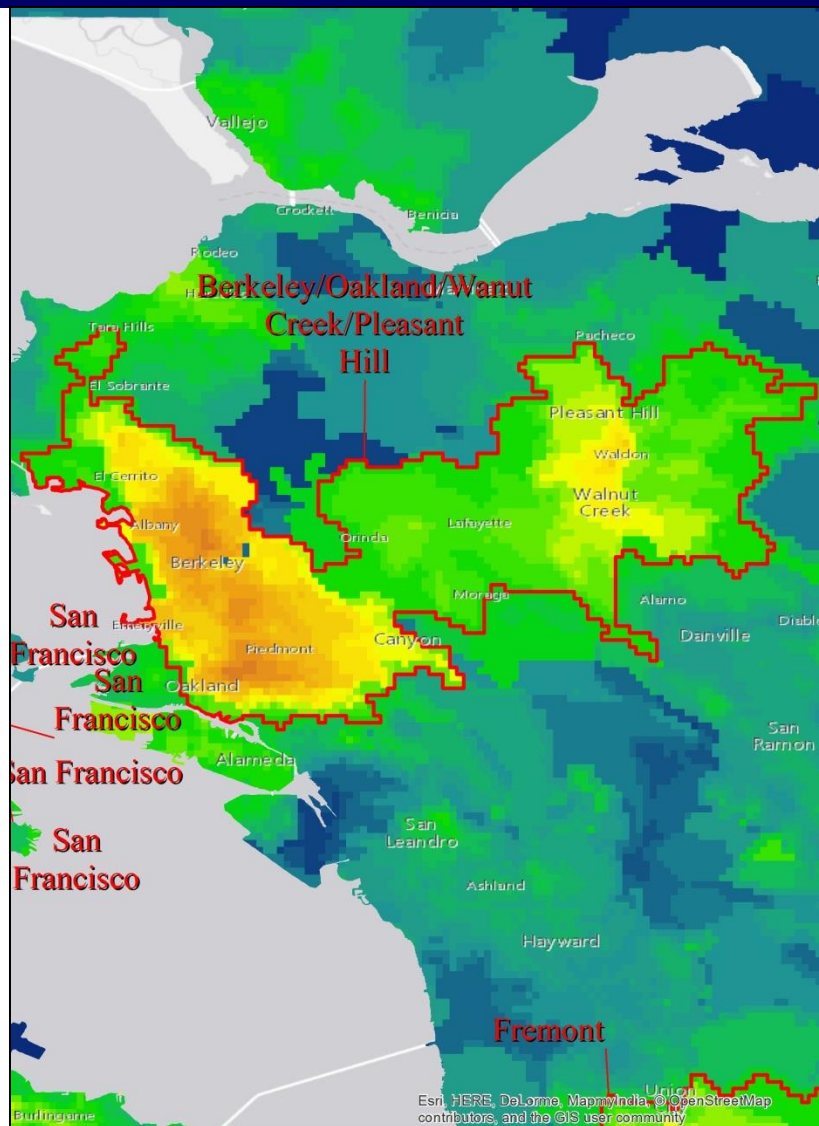 Vallejo
Crockett
Benicia
Rodeo
Berkeley/Oakland/Wanut
Creek/Pleasant
Hill
Tara Hills
Pacheco
El Sobrante
Pleasant Hill
El Cerrito
Waldon
Walnut
Creek
Albany
Lafayette
Orinda
Berkeley
Moraga
Alamo
San
Francisco
Emeryville
Danville
Diablo
Piedmont
Canyon
San
Francisco
Oakland
San
Ramon
San Francisco
Alameda
San
Leandro
San
Francisco
Ashland
Hayward
Fremont
Union
Burlingame
Esri, HERE, DeLorme, MapmyIndia, © OpenStreetMap
contributors, and the GIS user community